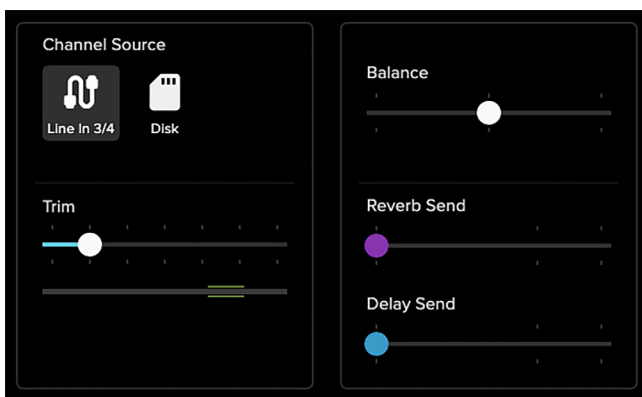 Channel Source
Line In 3/4
Disk
Trim
Balance
Reverb Send
Delay Send